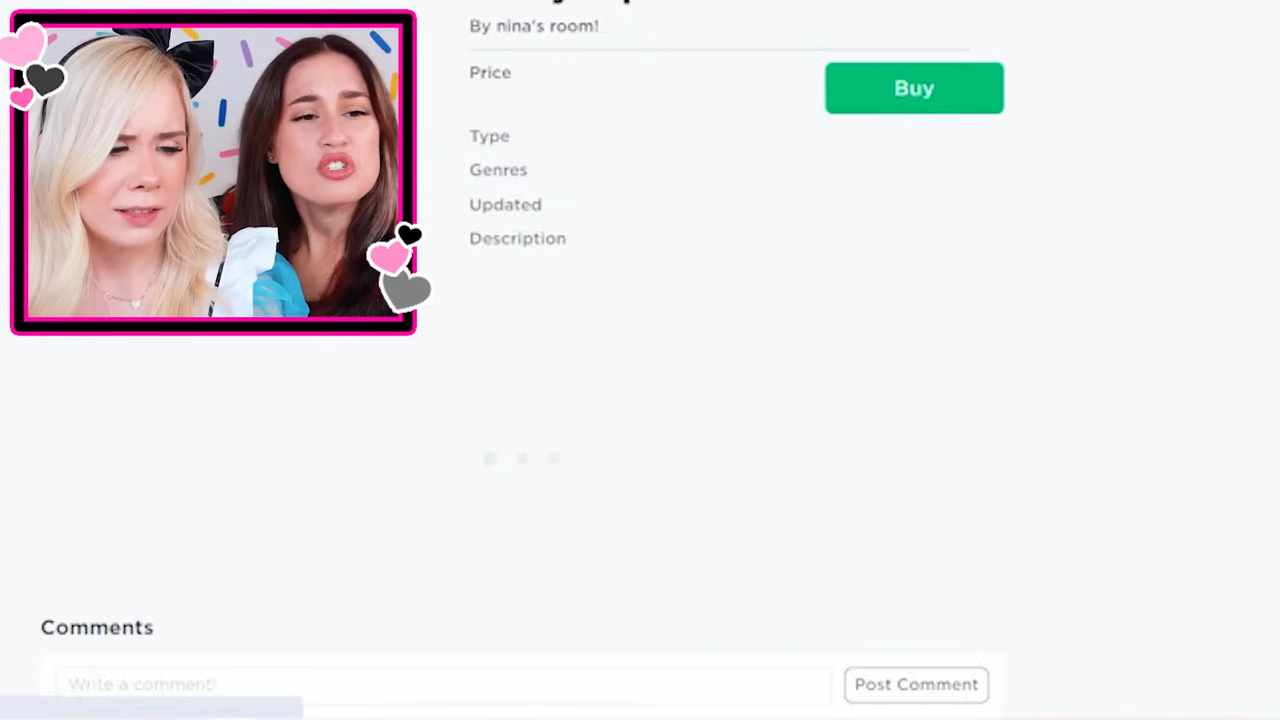 By nina's room!
Price
Buy
Type
Genres
Updated
Description
Comments
Write a comment!
Post Comment